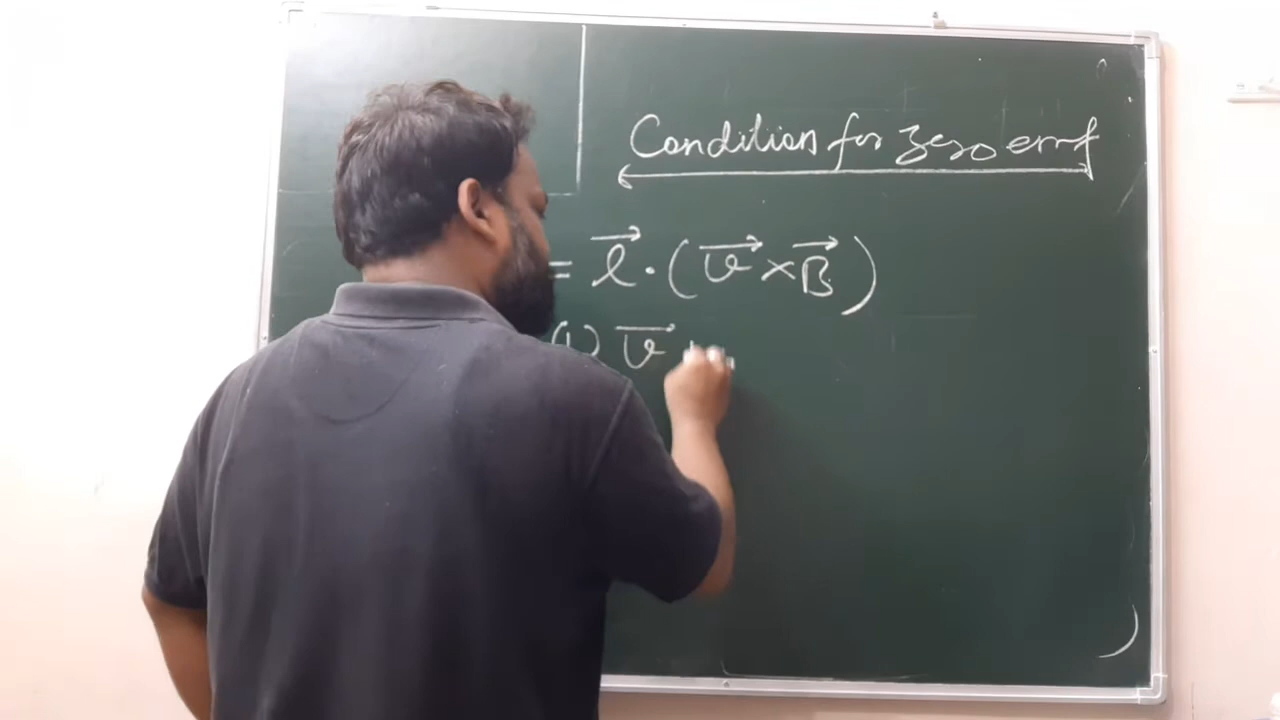 Condition for zero emf
= l⃗ · (v⃗ × B⃗)
(1) v⃗